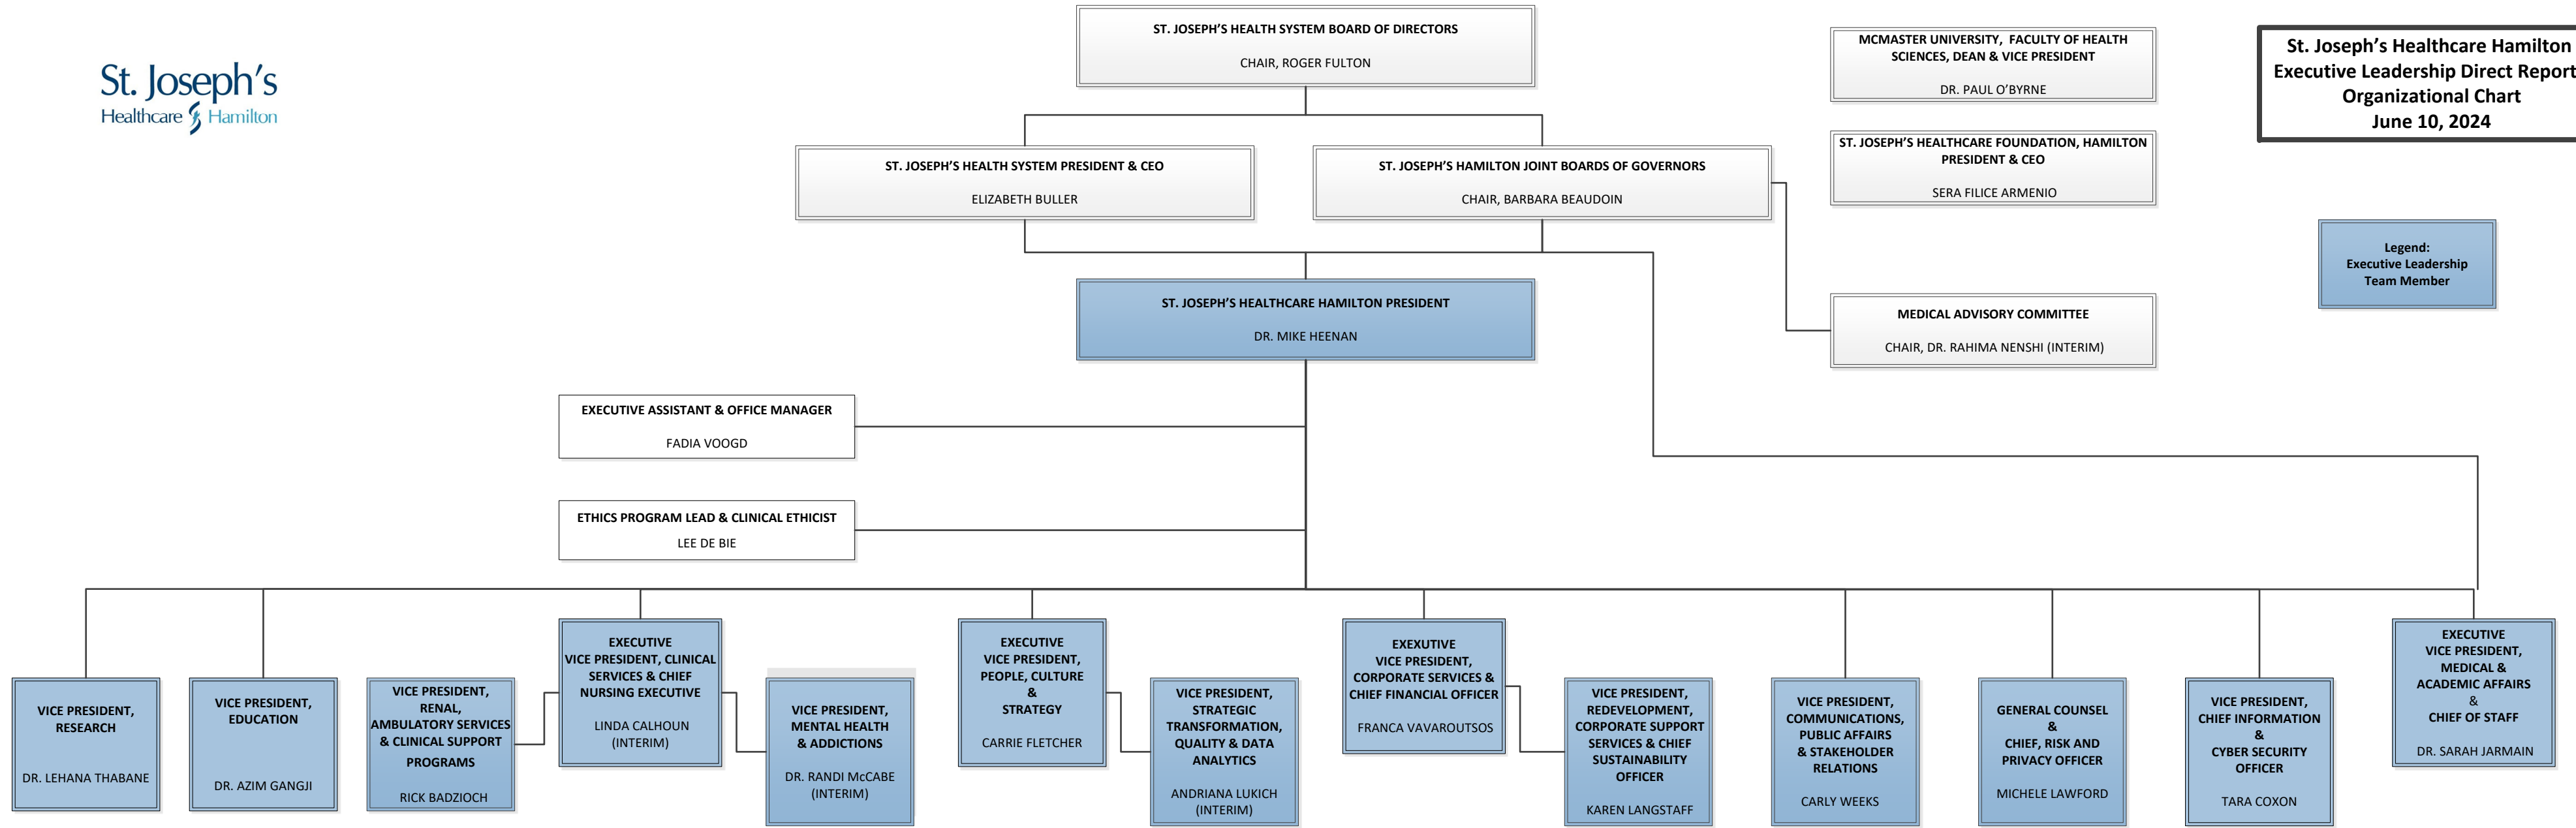 St. Joseph's
Healthcare Hamilton
ST. JOSEPH'S HEALTH SYSTEM BOARD OF DIRECTORS
CHAIR, ROGER FULTON
MCMASTER UNIVERSITY, FACULTY OF HEALTH
SCIENCES, DEAN & VICE PRESIDENT
DR. PAUL O'BYRNE
St. Joseph's Healthcare Hamilton
Executive Leadership Direct Report
Organizational Chart
June 10, 2024
ST. JOSEPH'S HEALTHCARE FOUNDATION, HAMILTON
PRESIDENT & CEO
SERA FILICE ARMENIO
ST. JOSEPH'S HEALTH SYSTEM PRESIDENT & CEO
ELIZABETH BULLER
ST. JOSEPH'S HAMILTON JOINT BOARDS OF GOVERNORS
CHAIR, BARBARA BEAUDOIN
Legend:
Executive Leadership
Team Member
ST. JOSEPH'S HEALTHCARE HAMILTON PRESIDENT
DR. MIKE HEENAN
MEDICAL ADVISORY COMMITTEE
CHAIR, DR. RAHIMA NENSHI (INTERIM)
EXECUTIVE ASSISTANT & OFFICE MANAGER
FADIA VOOGD
ETHICS PROGRAM LEAD & CLINICAL ETHICIST
LEE DE BIE
VICE PRESIDENT,
RESEARCH
DR. LEHANA THABANE
VICE PRESIDENT,
EDUCATION
DR. AZIM GANGJI
VICE PRESIDENT,
RENAL,
AMBULATORY SERVICES
& CLINICAL SUPPORT
PROGRAMS
RICK BADZIOCH
EXECUTIVE
VICE PRESIDENT, CLINICAL
SERVICES & CHIEF
NURSING EXECUTIVE
LINDA CALHOUN
(INTERIM)
VICE PRESIDENT,
MENTAL HEALTH
& ADDICTIONS
DR. RANDI McCABE
(INTERIM)
EXECUTIVE
VICE PRESIDENT,
PEOPLE, CULTURE
&
STRATEGY
CARRIE FLETCHER
VICE PRESIDENT,
STRATEGIC
TRANSFORMATION,
QUALITY & DATA
ANALYTICS
ANDRIANA LUKICH
(INTERIM)
EXEXUTIVE
VICE PRESIDENT,
CORPORATE SERVICES &
CHIEF FINANCIAL OFFICER
FRANCA VAVAROUTSOS
VICE PRESIDENT,
REDEVELOPMENT,
CORPORATE SUPPORT
SERVICES & CHIEF
SUSTAINABILITY
OFFICER
KAREN LANGSTAFF
VICE PRESIDENT,
COMMUNICATIONS,
PUBLIC AFFAIRS
& STAKEHOLDER
RELATIONS
CARLY WEEKS
GENERAL COUNSEL
&
CHIEF, RISK AND
PRIVACY OFFICER
MICHELE LAWFORD
VICE PRESIDENT,
CHIEF INFORMATION
&
CYBER SECURITY
OFFICER
TARA COXON
EXECUTIVE
VICE PRESIDENT,
MEDICAL &
ACADEMIC AFFAIRS
&
CHIEF OF STAFF
DR. SARAH JARMAIN